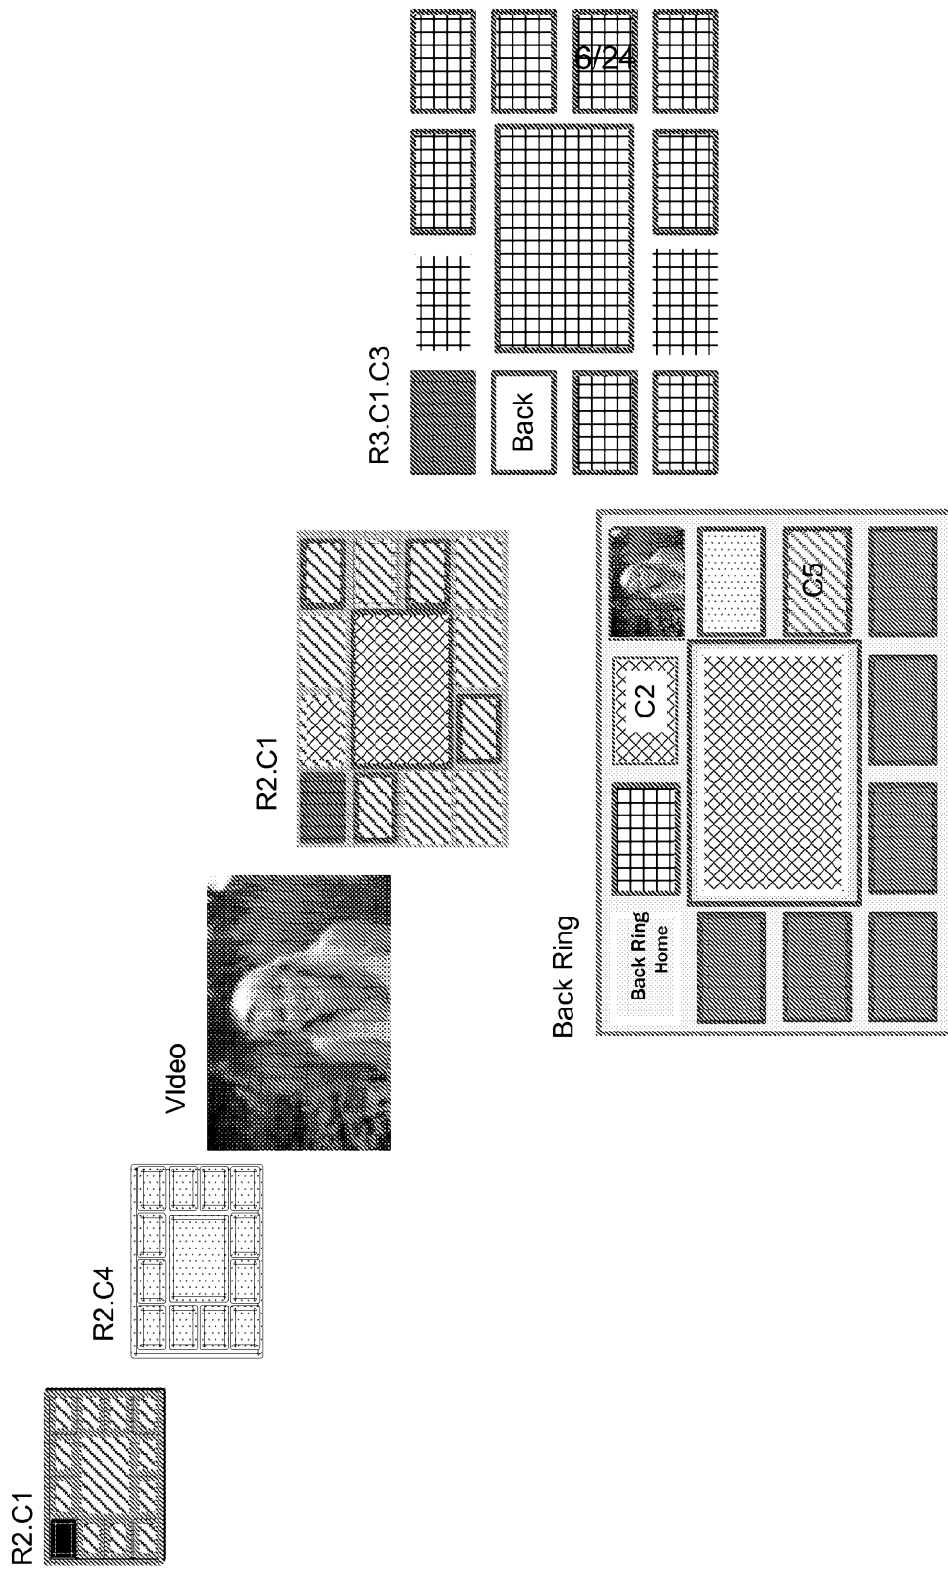 R2.C1
R2.C4
VIdeo
R2.C1
R3.C1.C3
6/24
Back
Back Ring
Back Ring
Home
C2
C5